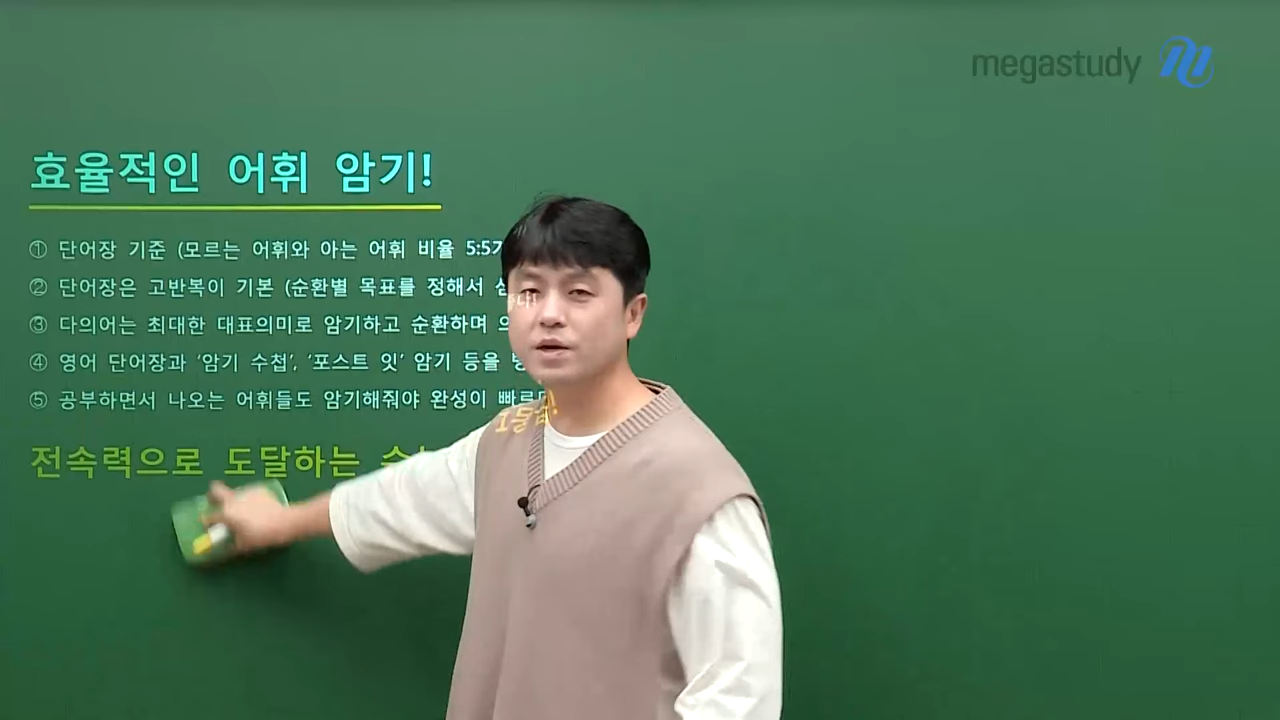 megastudy
효율적인 어휘 암기!
① 단어장 기준 (모르는 어휘와 아는 어휘 비율 5:5
② 단어장은 고반복이 기본 (순환별 목표를 정해서
③ 다의어는 최대한 대표의미로 암기하고 순환하며
④ 영어 단어장과 '암기 수첩', '포스트 잇' 암기 등을
⑤ 공부하면서 나오는 어휘들도 암기해줘야 완성이
전속력으로 도달하는